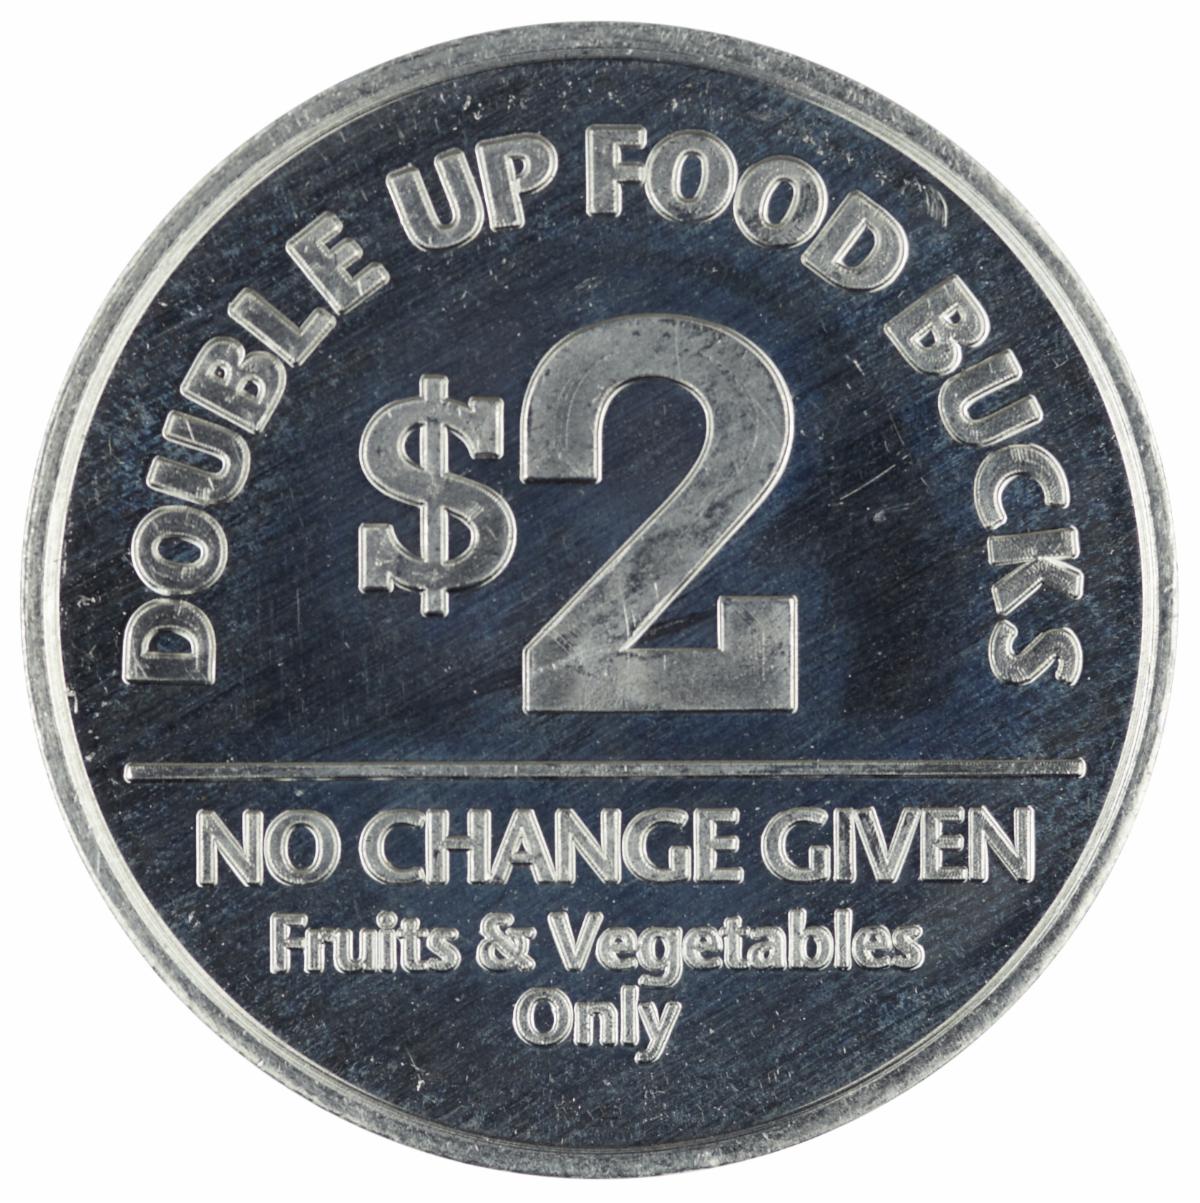 DOUBLE UP FOOD BUCKS
$2
NO CHANGE GIVEN
Fruits & Vegetables
Only